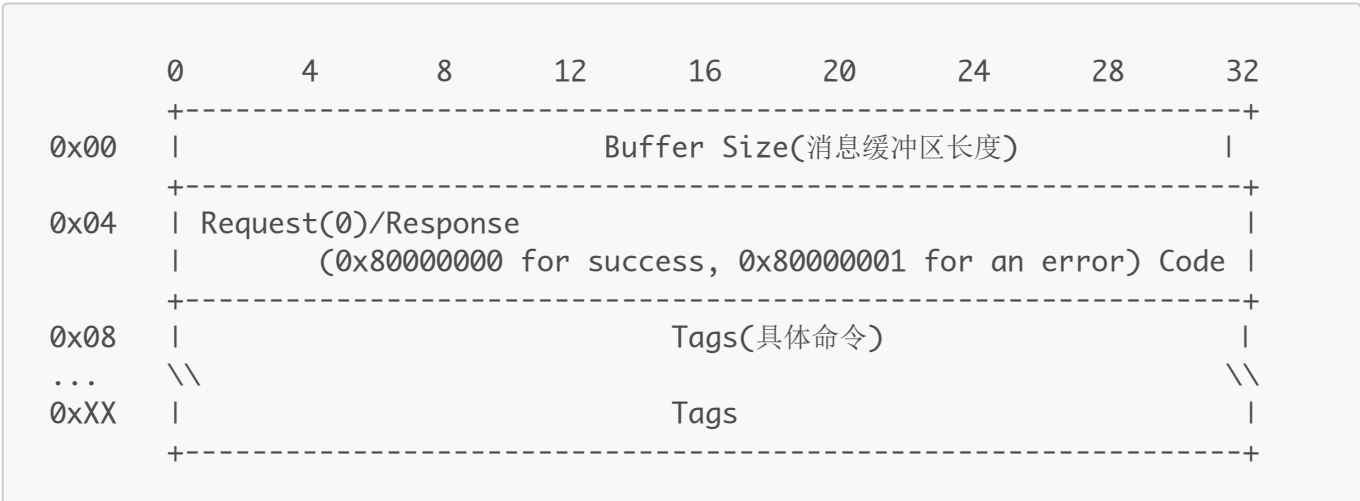 0 4 8 12 16 20 24 28 32
+---------------------------------------------------------------+
0x00 | Buffer Size(消息缓冲区长度) |
+---------------------------------------------------------------+
0x04 | Request(0)/Response |
| (0x80000000 for success, 0x80000001 for an error) Code |
+---------------------------------------------------------------+
0x08 | Tags(具体命令) |
... \\ \\
0xXX | Tags |
+---------------------------------------------------------------+